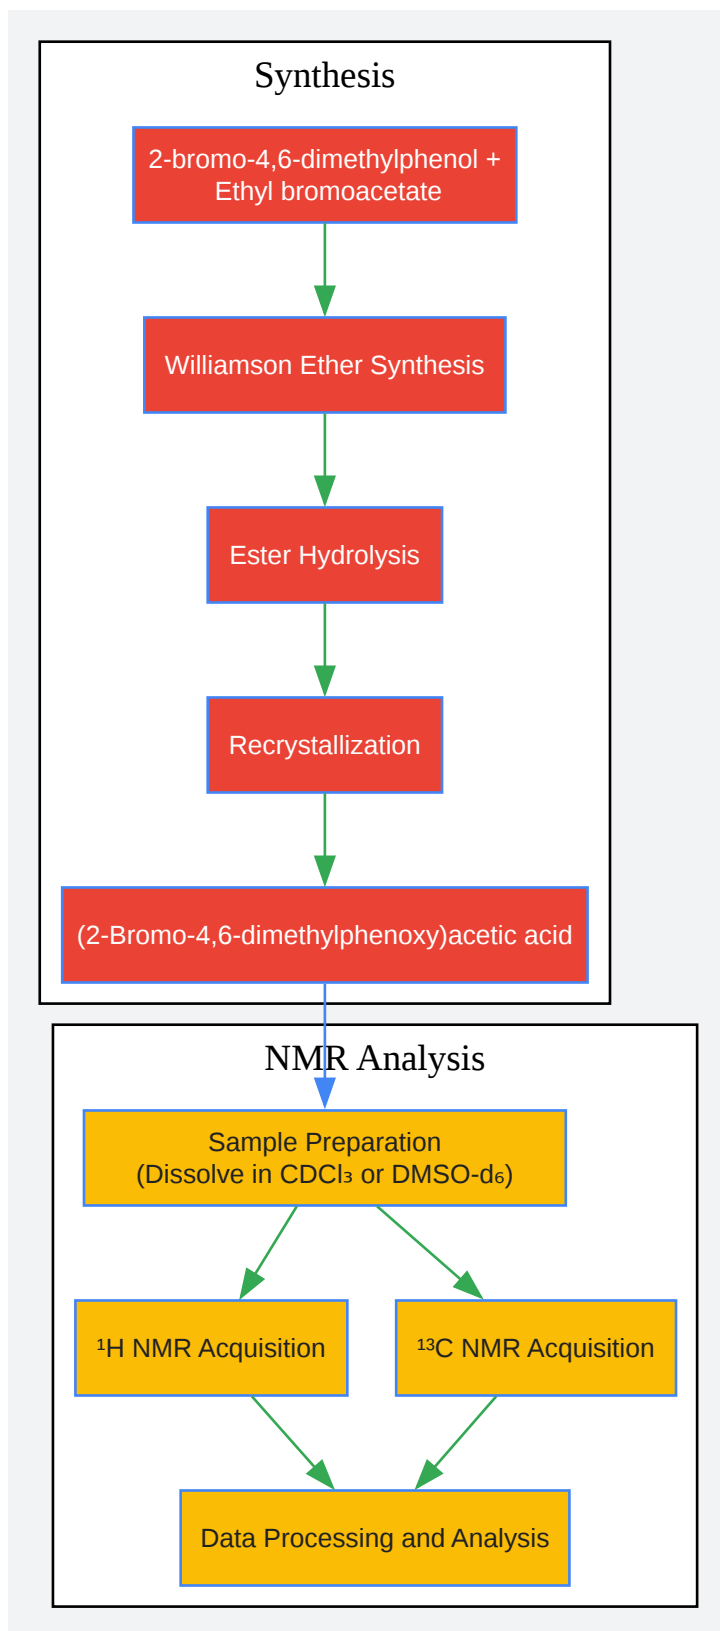 Synthesis
2-bromo-4,6-dimethylphenol +
Ethyl bromoacetate
Williamson Ether Synthesis
Ester Hydrolysis
Recrystallization
(2-Bromo-4,6-dimethylphenoxy)acetic acid
NMR Analysis
Sample Preparation
(Dissolve in CDCl₃ or DMSO-d₆)
¹H NMR Acquisition
¹³C NMR Acquisition
Data Processing and Analysis